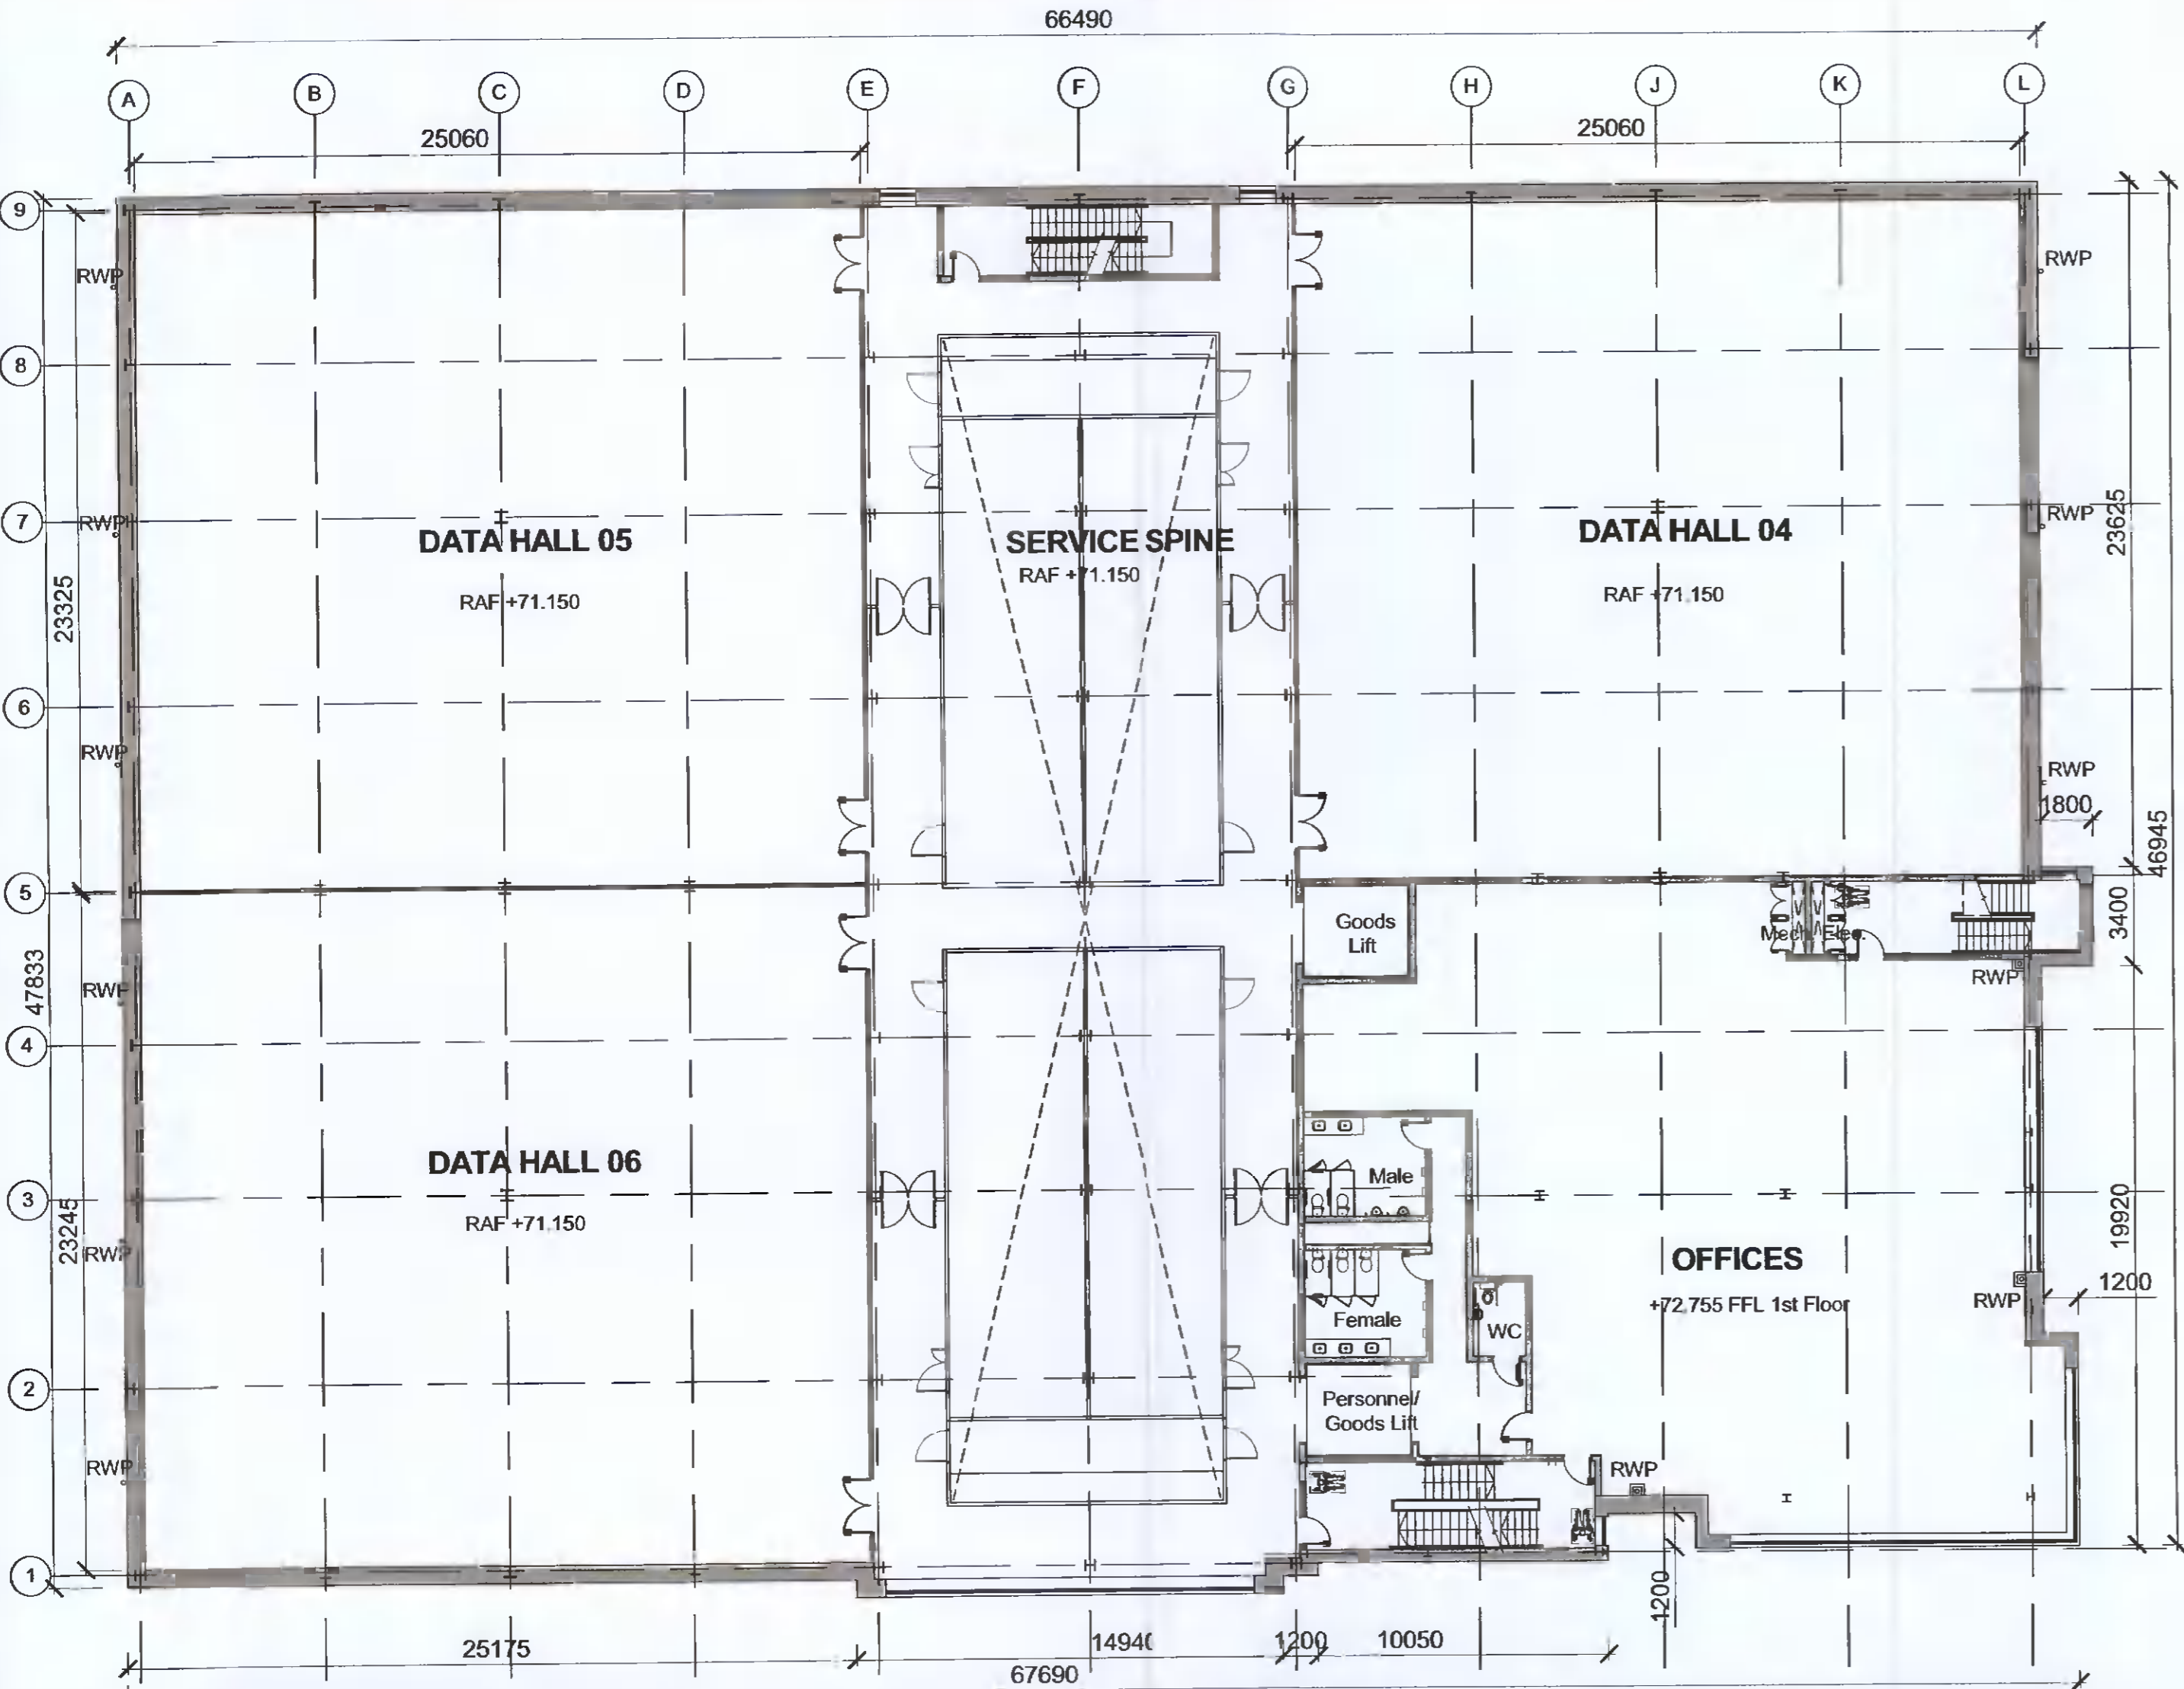 66490
A B C D E F G H J K L
25060
25060
9
RWP
RWP
8
7
RWP
RWP
DATA HALL 05
RAF +71.150
SERVICE SPINE
RAF +71.150
DATA HALL 04
RAF +71.150
23325
23625
6
RWP
RWP
1800
46945
5
Goods
Lift
Mech. Elec.
3400
RWP
47833
4
DATA HALL 06
RAF +71.150
Male
3
23245
RWP
OFFICES
+72.755 FFL 1st Floor
19920
1200
RWP
Female
WC
2
Personnel/
Goods Lift
RWP
RWP
1
1200
25175
14940
1200
10050
67690